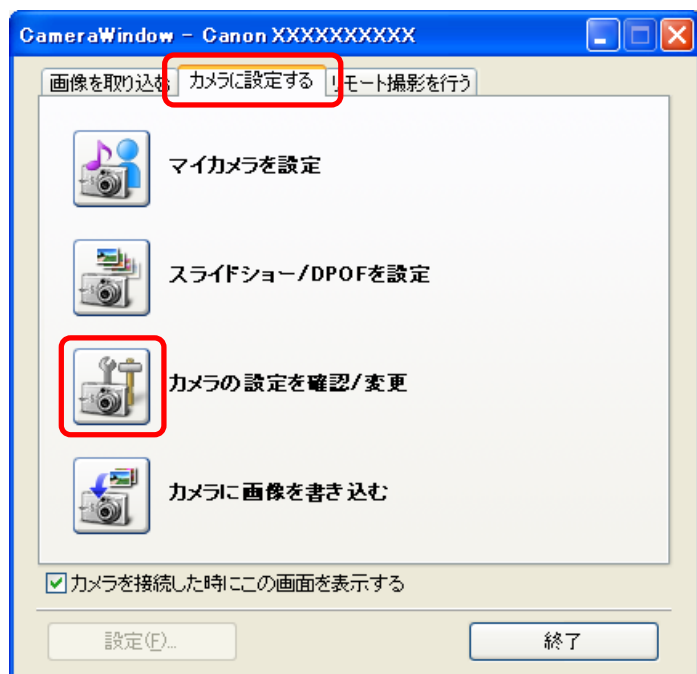 CameraWindow - Canon XXXXXXXXXX
画像を取り込む カメラに設定する リモート撮影を行う
マイカメラを設定
スライドショー/DPOFを設定
カメラの設定を確認/変更
カメラに画像を書き込む
カメラを接続した時にこの画面を表示する
設定(F)... 終了